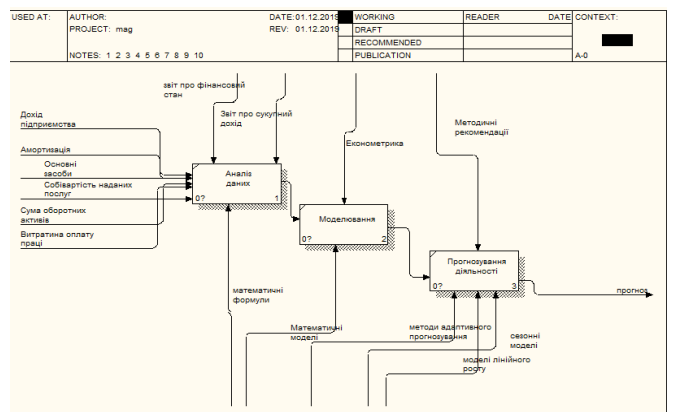 USED AT:
AUTHOR:
DATE: 01.12.2019
WORKING
READER
DATE
CONTEXT:
PROJECT: mag
REV: 01.12.2019
DRAFT
RECOMMENDED
NOTES: 1 2 3 4 5 6 7 8 9 10
PUBLICATION
A-0
звіт про фінансовий
стан
Звіт про сукупний
дохід
Економетрика
Методичні
рекомендації
Дохід
підприємства
Амортизація
Основні
засоби
Собівартість наданих
послуг
Сума оборотних
активів
Витратина оплату
праці
Аналіз
даних
0?
1
Моделювання
0?
2
Прогнозування
діяльності
0?
3
прогноз
математичні
формули
Математичні
моделі
методи адаптивного
прогнозування
сезонні
моделі
моделі лінійного
росту